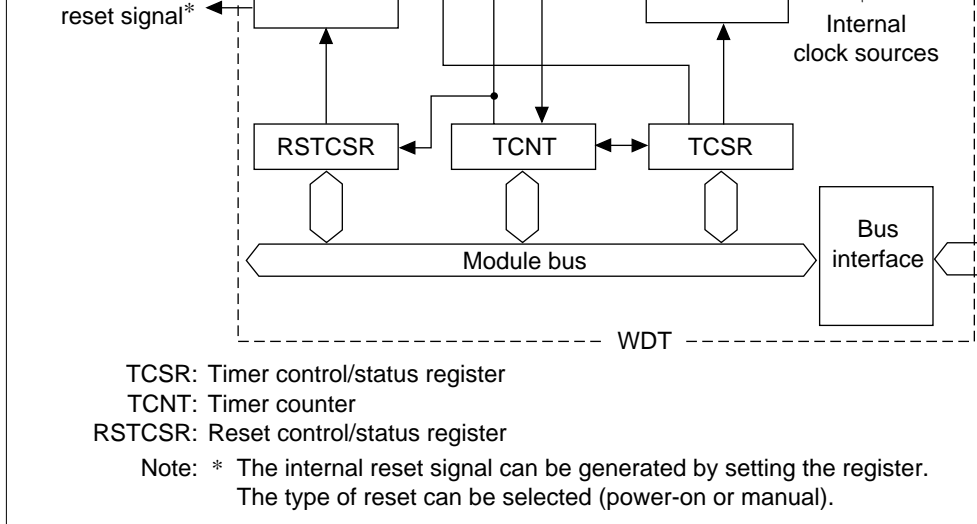 reset signal*
Internal
clock sources
RSTCSR
TCNT
TCSR
Bus
interface
Module bus
WDT
TCSR: Timer control/status register
TCNT: Timer counter
RSTCSR: Reset control/status register
Note: * The internal reset signal can be generated by setting the register.
The type of reset can be selected (power-on or manual).